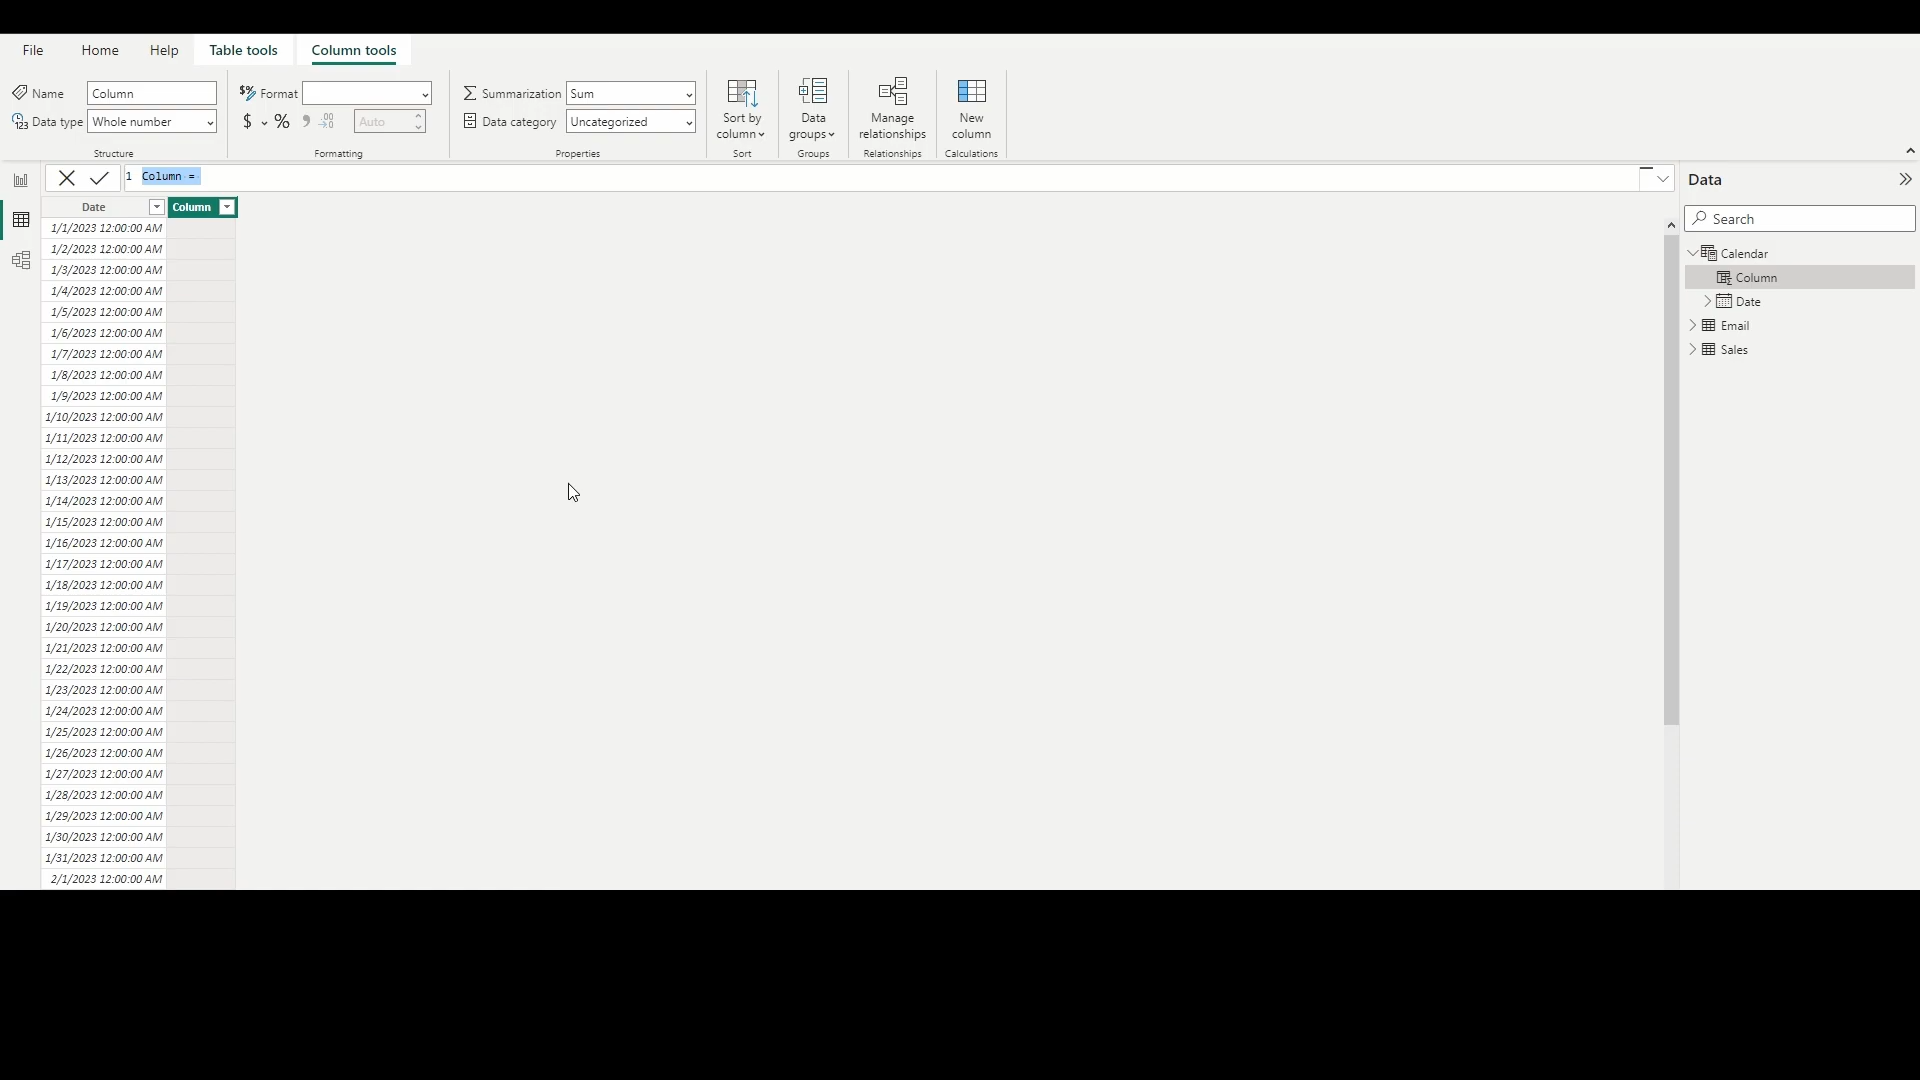 File Home Help Table tools Column tools
Name Column $% Format Summarization Sum Sort by column Data groups Manage relationships New column
123 Data type Whole number $ % 9 .00 Auto Data category Uncategorized
Structure Formatting Properties Sort Groups Relationships Calculations
1 Column =
Date Column
1/1/2023 12:00:00 AM
1/2/2023 12:00:00 AM
1/3/2023 12:00:00 AM
1/4/2023 12:00:00 AM
1/5/2023 12:00:00 AM
1/6/2023 12:00:00 AM
1/7/2023 12:00:00 AM
1/8/2023 12:00:00 AM
1/9/2023 12:00:00 AM
1/10/2023 12:00:00 AM
1/11/2023 12:00:00 AM
1/12/2023 12:00:00 AM
1/13/2023 12:00:00 AM
1/14/2023 12:00:00 AM
1/15/2023 12:00:00 AM
1/16/2023 12:00:00 AM
1/17/2023 12:00:00 AM
1/18/2023 12:00:00 AM
1/19/2023 12:00:00 AM
1/20/2023 12:00:00 AM
1/21/2023 12:00:00 AM
1/22/2023 12:00:00 AM
1/23/2023 12:00:00 AM
1/24/2023 12:00:00 AM
1/25/2023 12:00:00 AM
1/26/2023 12:00:00 AM
1/27/2023 12:00:00 AM
1/28/2023 12:00:00 AM
1/29/2023 12:00:00 AM
1/30/2023 12:00:00 AM
1/31/2023 12:00:00 AM
2/1/2023 12:00:00 AM
Data
Search
Calendar
Column
Date
Email
Sales